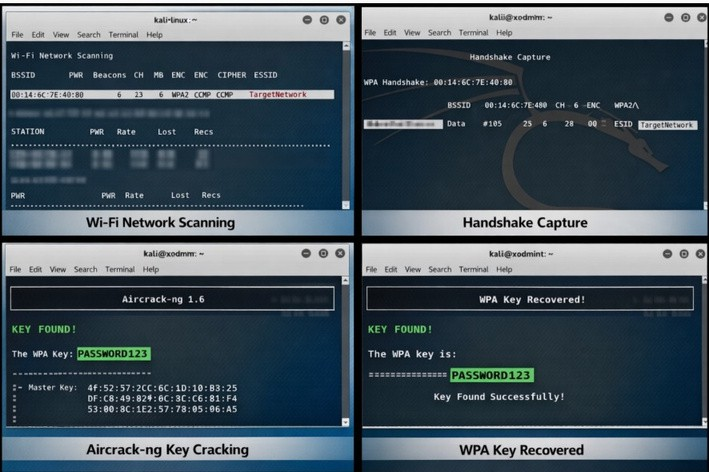 kali•linux: ~
File Edit View Search Terminal Help
Wi-Fi Network Scanning
BSSID PWR Beacons CH MB ENC ENC CIPHER ESSID
00:14:6C:7E:40:80 6 23 6 WPA2 CCMP CCMP TargetNetwork
STATION PWR Rate Lost Recs
PWR PWR Rate Lost Recs
Wi-Fi Network Scanning
kalii@xodmm: ~
File Edit View Search Terminal Help
Handshake Capture
WPA Handshake: 00:14:6C:7E:40:80
BSSID 00:14:6C:7E:480 CH - 6 -ENC WPA2/\
Data #105 25 6 28 00 ESID TargetNetwork
Handshake Capture
kali@xodmm: ~
File Edit View Search Terminal Help
Aircrack-ng 1.6
KEY FOUND!
The WPA Key: PASSWORD123
Master Key: 4f:52:57:2CC:6C:1D:10:B3:25
DF:C8:49:82
:6C:3C:C6:81:F4
53:00:8C:1E2:57:78:05:06:A5
Aircrack-ng Key Cracking
kali@xodmint: ~
File Edit View Search Terminal Help
WPA Key Recovered!
KEY FOUND!
The WPA key is:
=============== PASSWORD123
Key Found Successfully!
WPA Key Recovered